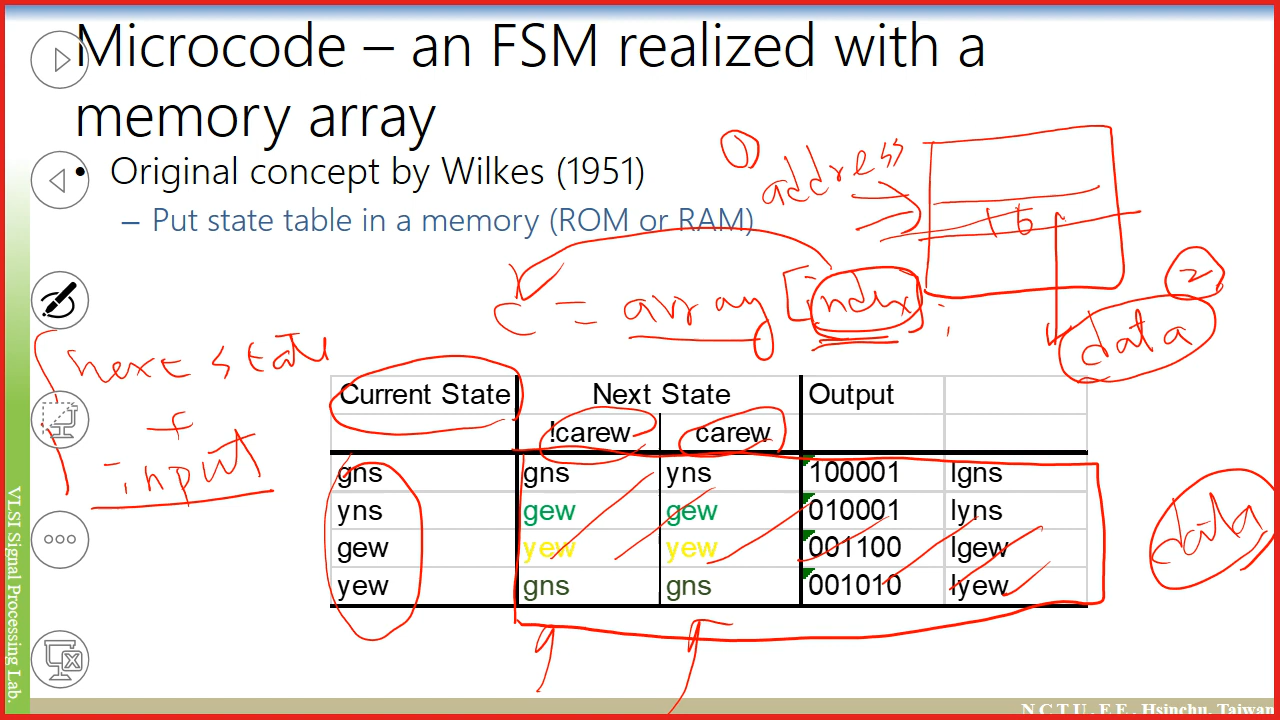 Microcode – an FSM realized with a
memory array
• Original concept by Wilkes (1951)
– Put state table in a memory (ROM or RAM)
1
address
16
2
data
c = array [index] ;
next state
+
input
Current State Next State Output
!carew carew
gns gns yns 100001 lgns
yns gew gew 010001 lyns
gew yew yew 001100 lgew
yew gns gns 001010 lyew
data
VLSI Signal Processing Lab.
N C T U . E E , Hsinchu, Taiwan